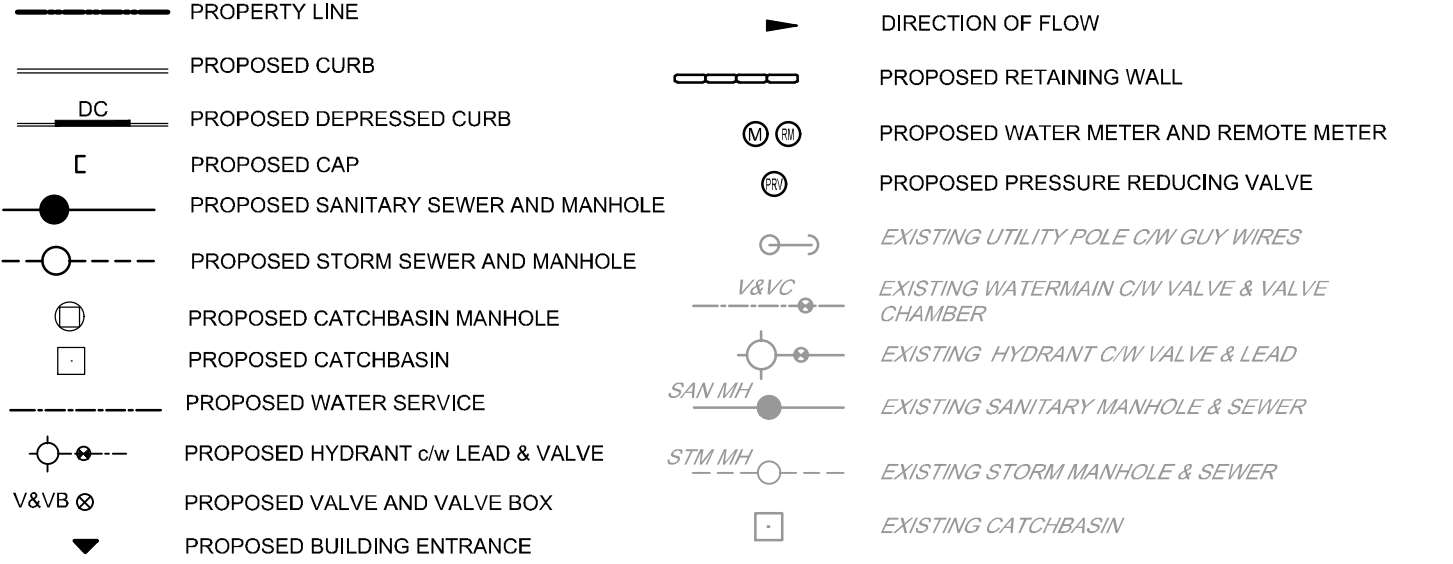 PROPERTY LINE
PROPOSED CURB
DC
PROPOSED DEPRESSED CURB
PROPOSED CAP
PROPOSED SANITARY SEWER AND MANHOLE
PROPOSED STORM SEWER AND MANHOLE
PROPOSED CATCHBASIN MANHOLE
PROPOSED CATCHBASIN
PROPOSED WATER SERVICE
PROPOSED HYDRANT c/w LEAD & VALVE
V&VB PROPOSED VALVE AND VALVE BOX
PROPOSED BUILDING ENTRANCE
DIRECTION OF FLOW
PROPOSED RETAINING WALL
M RM PROPOSED WATER METER AND REMOTE METER
PRV PROPOSED PRESSURE REDUCING VALVE
EXISTING UTILITY POLE C/W GUY WIRES
V&VC EXISTING WATERMAIN C/W VALVE & VALVE
CHAMBER
EXISTING HYDRANT C/W VALVE & LEAD
SAN MH
EXISTING SANITARY MANHOLE & SEWER
STM MH
EXISTING STORM MANHOLE & SEWER
EXISTING CATCHBASIN